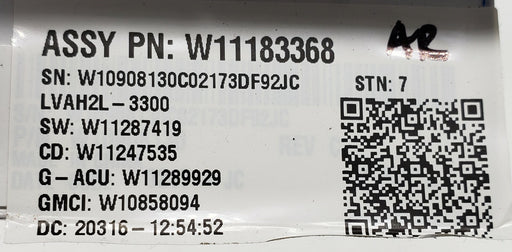 ASSY PN: W11183368
AR
SN: W10908130C02173DF92JC
STN: 7
LVAH2L-3300
SW: W11287419
CD: W11247535
G-ACU: W11289929
GMCI: W10858094
DC: 20316-12:54:52